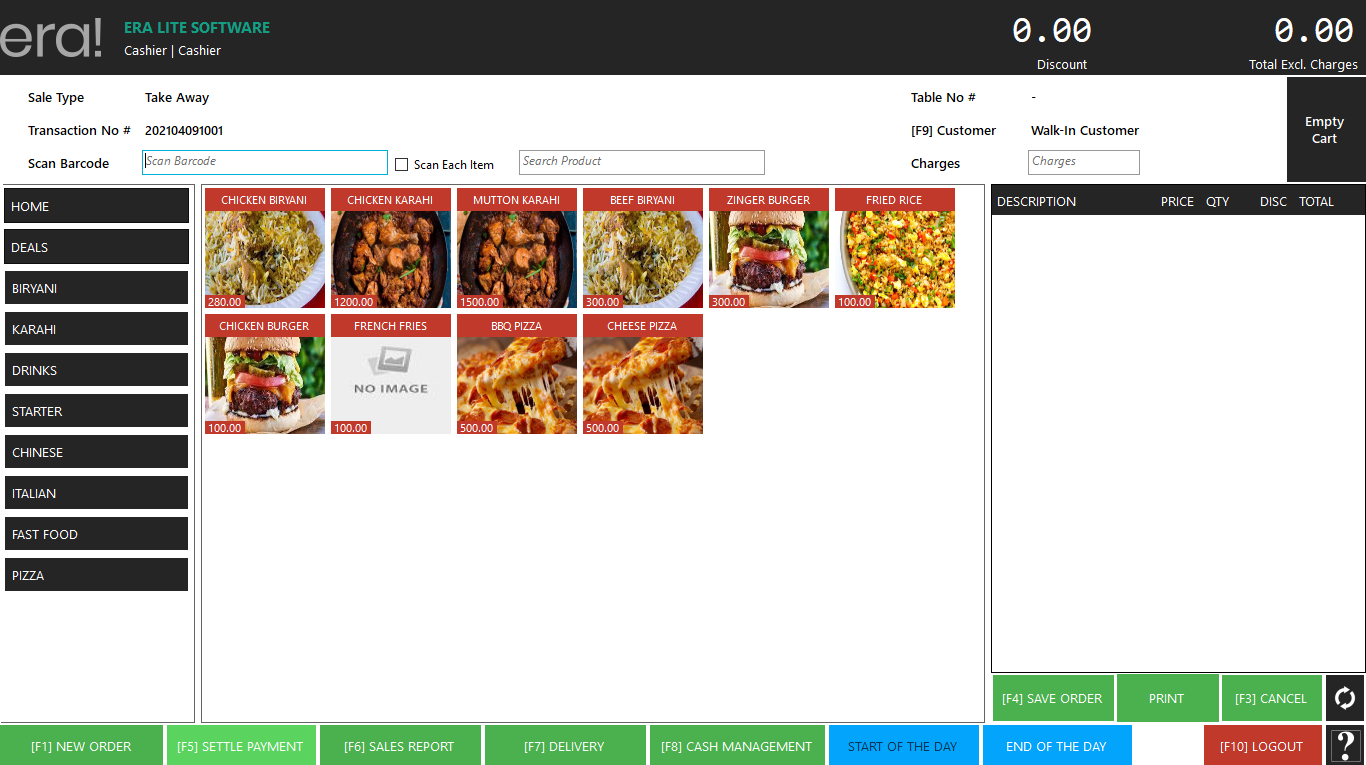 era!
ERA LITE SOFTWARE
Cashier | Cashier
0.00
Discount
0.00
Total Excl. Charges
Sale Type
Take Away
Table No #
-
Transaction No #
202104091001
[F9] Customer
Walk-In Customer
Empty
Cart
Scan Barcode
Scan Barcode
Scan Each Item
Search Product
Charges
Charges
HOME
DEALS
BIRYANI
KARAHI
DRINKS
STARTER
CHINESE
ITALIAN
FAST FOOD
PIZZA
CHICKEN BIRYANI
280.00
CHICKEN KARAHI
1200.00
MUTTON KARAHI
1500.00
BEEF BIRYANI
300.00
ZINGER BURGER
300.00
FRIED RICE
100.00
CHICKEN BURGER
100.00
FRENCH FRIES
NO IMAGE
100.00
BBQ PIZZA
500.00
CHEESE PIZZA
500.00
DESCRIPTION PRICE QTY DISC TOTAL
[F4] SAVE ORDER
PRINT
[F3] CANCEL
[F1] NEW ORDER
[F5] SETTLE PAYMENT
[F6] SALES REPORT
[F7] DELIVERY
[F8] CASH MANAGEMENT
START OF THE DAY
END OF THE DAY
[F10] LOGOUT
?